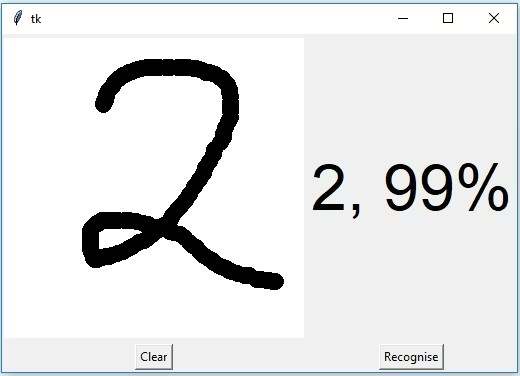 tk
2
2, 99%
Clear
Recognise